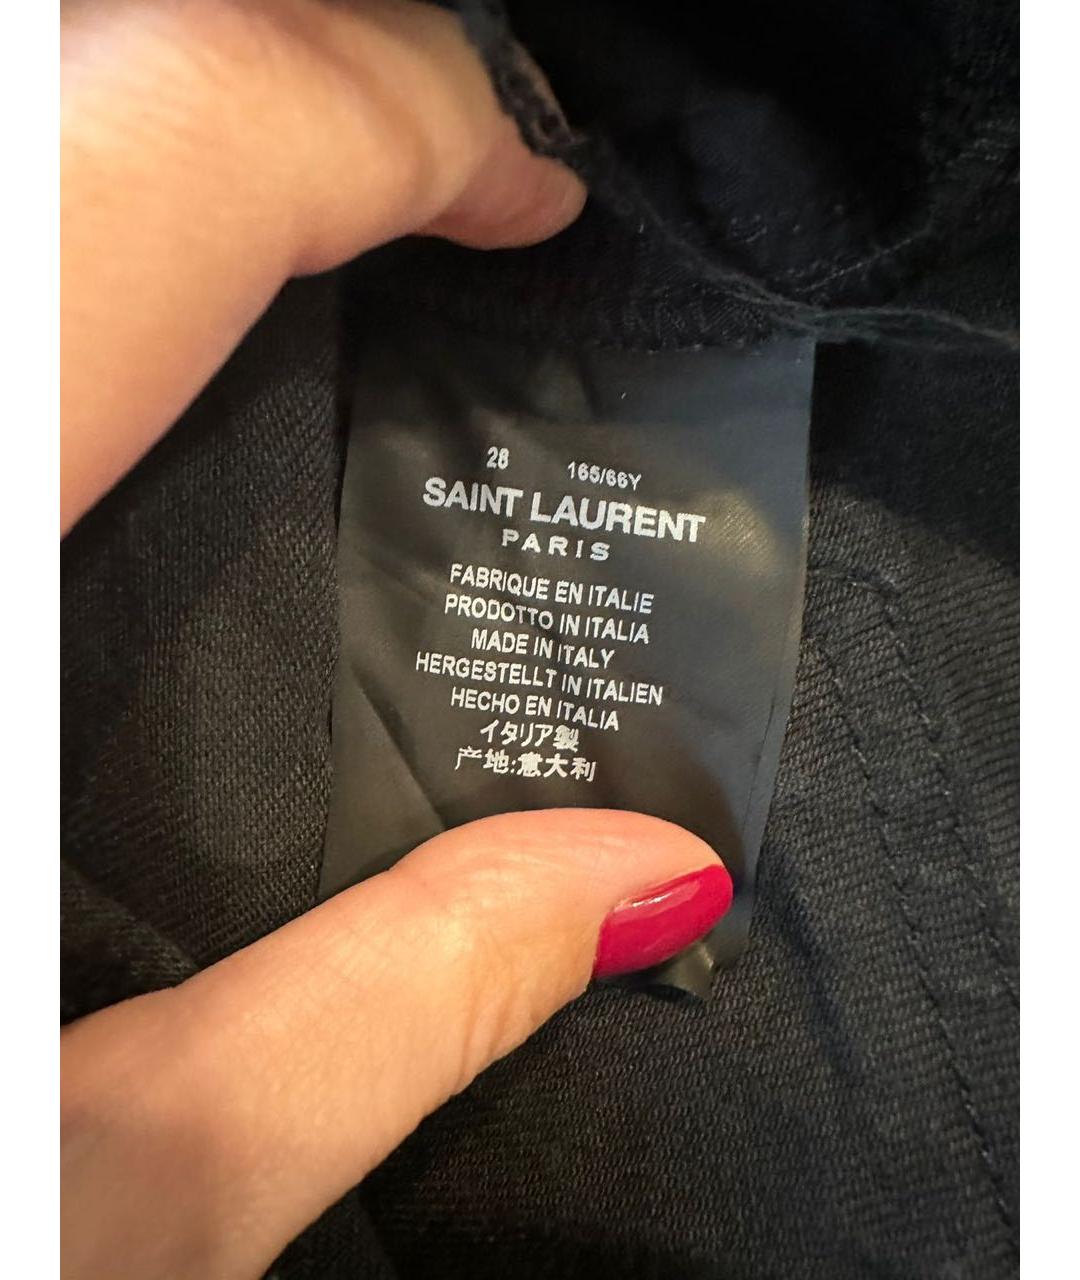 28 165/66Y
SAINT LAURENT
PARIS
FABRIQUE EN ITALIE
PRODOTTO IN ITALIA
MADE IN ITALY
HERGESTELLT IN ITALIEN
HECHO EN ITALIA
イタリア製
产地:意大利